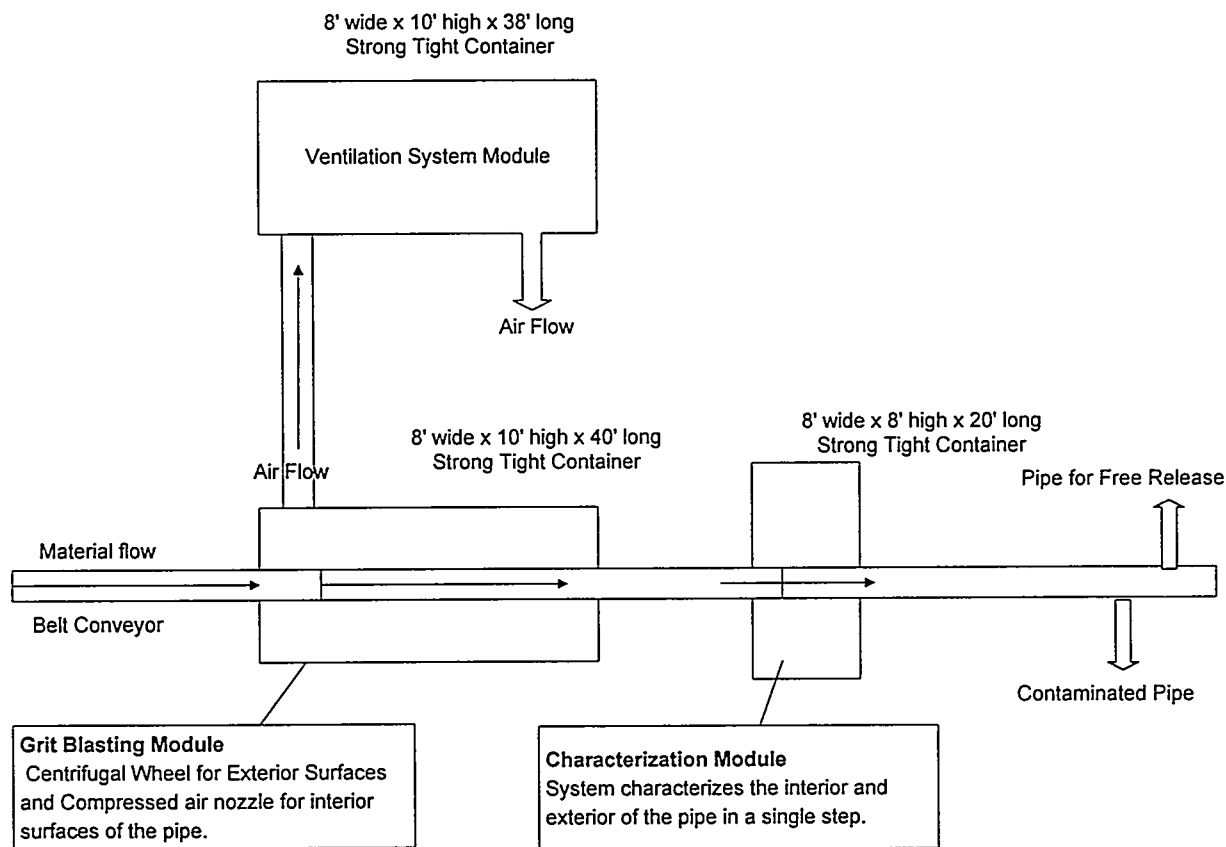 8' wide x 10' high x 38' long
Strong Tight Container
Ventilation System Module
Air Flow
8' wide x 10' high x 40' long
Strong Tight Container
8' wide x 8' high x 20' long
Strong Tight Container
Air Flow
Pipe for Free Release
Material flow
Belt Conveyor
Contaminated Pipe
Grit Blasting Module
Centrifugal Wheel for Exterior Surfaces
and Compressed air nozzle for interior
surfaces of the pipe.
Characterization Module
System characterizes the interior and
exterior of the pipe in a single step.